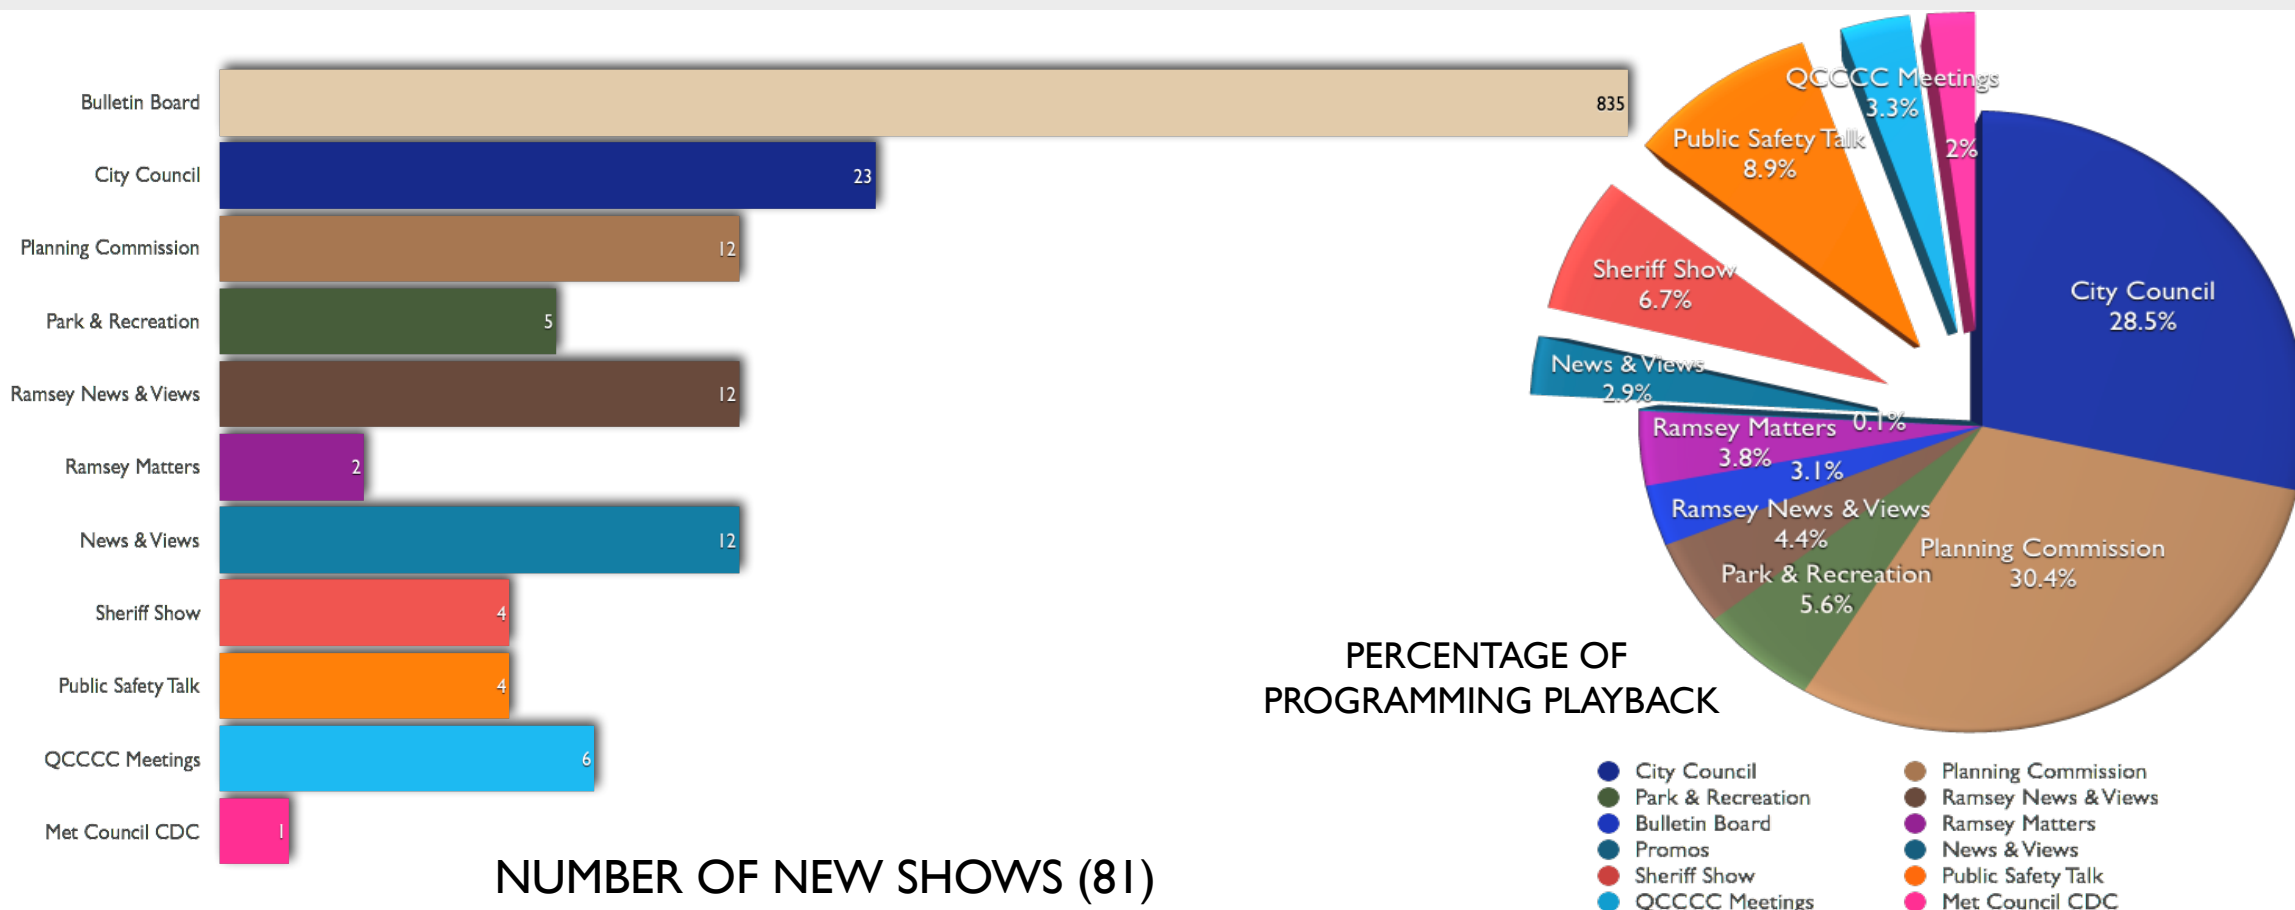 Bulletin Board
835
City Council
23
Planning Commission
12
Park & Recreation
5
Ramsey News & Views
12
Ramsey Matters
2
News & Views
12
Sheriff Show
4
Public Safety Talk
4
QCCCC Meetings
6
Met Council CDC
1
NUMBER OF NEW SHOWS (81)
QCCCC Meetings
3.3%
2%
Public Safety Talk
8.9%
Sheriff Show
6.7%
News & Views
2.9%
0.1%
Ramsey Matters
3.8%
3.1%
Ramsey News & Views
4.4%
Park & Recreation
5.6%
Planning Commission
30.4%
City Council
28.5%
PERCENTAGE OF
PROGRAMMING PLAYBACK
City Council
Planning Commission
Park & Recreation
Ramsey News & Views
Bulletin Board
Ramsey Matters
Promos
News & Views
Sheriff Show
Public Safety Talk
QCCCC Meetings
Met Council CDC